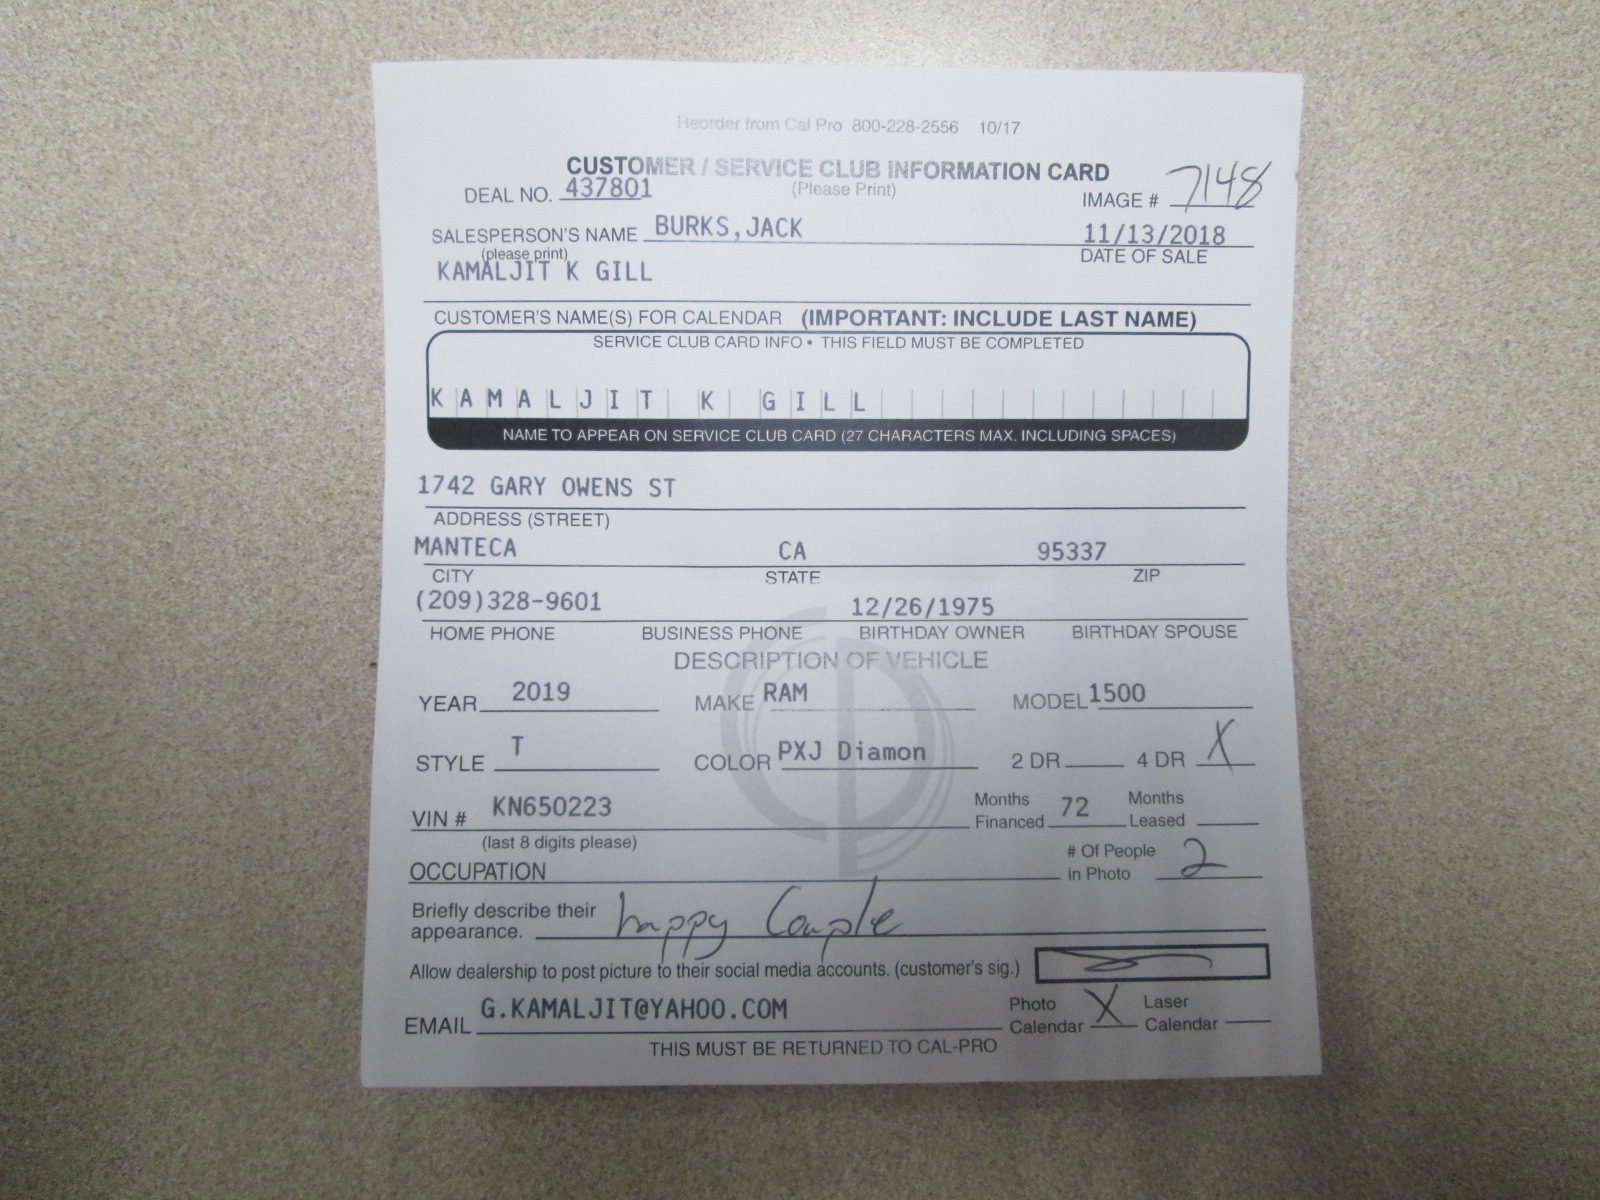 Reorder from Cal Pro 800-228-2556 10/17
CUSTOMER / SERVICE CLUB INFORMATION CARD
DEAL NO. 437801 (Please Print) IMAGE # 7148
SALESPERSON'S NAME BURKS,JACK 11/13/2018
(please print) DATE OF SALE
KAMALJIT K GILL
CUSTOMER'S NAME(S) FOR CALENDAR (IMPORTANT: INCLUDE LAST NAME)
SERVICE CLUB CARD INFO • THIS FIELD MUST BE COMPLETED
KAMALJIT K GILL
NAME TO APPEAR ON SERVICE CLUB CARD (27 CHARACTERS MAX. INCLUDING SPACES)
1742 GARY OWENS ST
ADDRESS (STREET)
MANTECA CA 95337
CITY STATE ZIP
(209)328-9601 12/26/1975
HOME PHONE BUSINESS PHONE BIRTHDAY OWNER BIRTHDAY SPOUSE
DESCRIPTION OF VEHICLE
YEAR 2019 MAKE RAM MODEL 1500
STYLE T COLOR PXJ Diamon 2 DR 4 DR X
VIN # KN650223 Months Financed 72 Months Leased
(last 8 digits please)
OCCUPATION # Of People in Photo 2
Briefly describe their appearance. happy Couple
Allow dealership to post picture to their social media accounts. (customer's sig.)
EMAIL G.KAMALJIT@YAHOO.COM Photo Calendar X Laser Calendar
THIS MUST BE RETURNED TO CAL-PRO